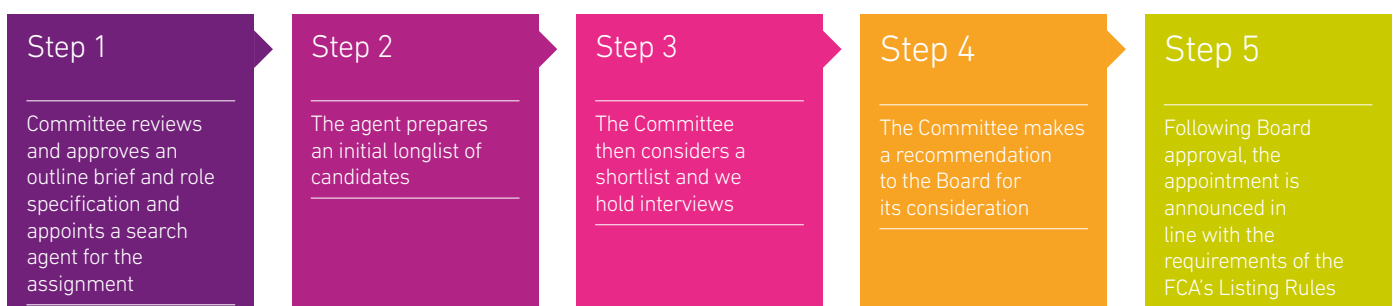 Step 1
Committee reviews
and approves an
outline brief and role
specification and
appoints a search
agent for the
assignment
Step 2
The agent prepares
an initial longlist of
candidates
Step 3
The Committee
then considers a
shortlist and we
hold interviews
Step 4
The Committee makes
a recommendation
to the Board for
its consideration
Step 5
Following Board
approval, the
appointment is
announced in
line with the
requirements of the
FCA's Listing Rules